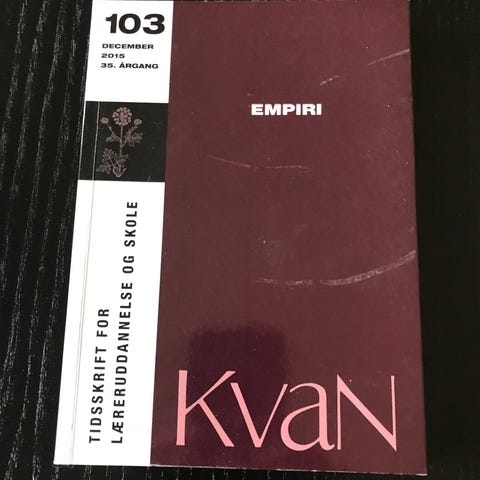 103
DECEMBER
2015
35. ÅRGANG
EMPIRI
TIDSSKRIFT FOR
LÆRERUDDANNELSE OG SKOLE
KvaN